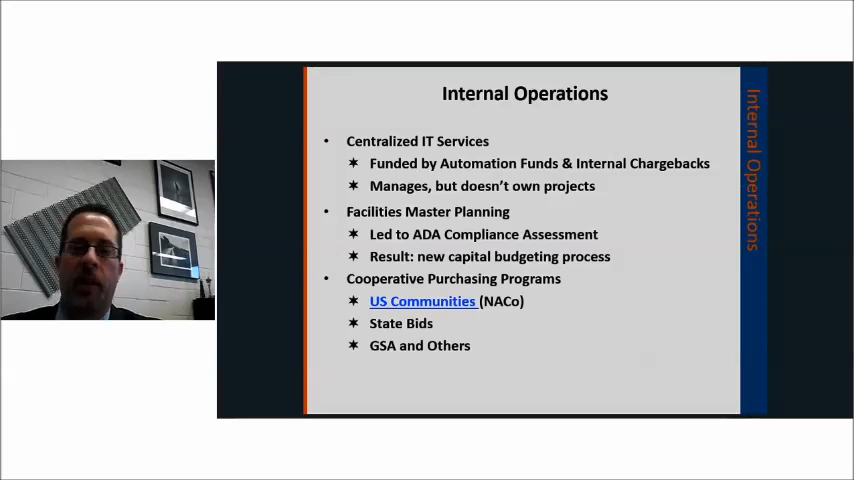 Internal Operations
• Centralized IT Services
✶ Funded by Automation Funds & Internal Chargebacks
✶ Manages, but doesn’t own projects
• Facilities Master Planning
✶ Led to ADA Compliance Assessment
✶ Result: new capital budgeting process
• Cooperative Purchasing Programs
✶ US Communities (NACo)
✶ State Bids
✶ GSA and Others
Internal Operations